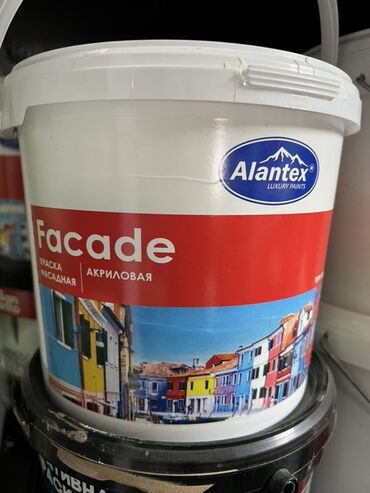 Alantex®
LUXURY PAINTS
Facade
КРАСКА
ФАСАДНАЯ
АКРИЛОВАЯ